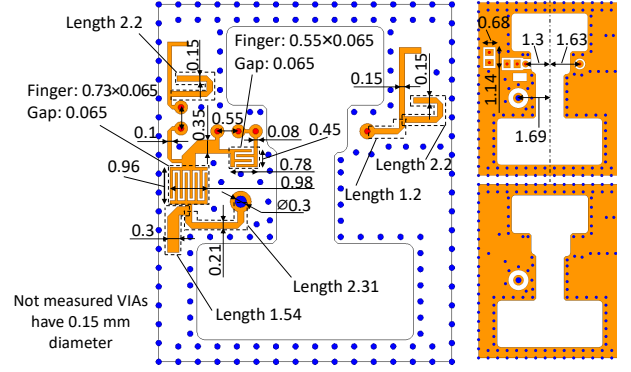 Length 2.2
0.15
Finger: 0.55×0.065
Gap: 0.065
Finger: 0.73×0.065
Gap: 0.065
0.35
0.55
0.1
0.08
0.45
0.15
0.78
0.96
0.98
Ø0.3
Length 2.2
Length 1.2
0.3
0.21
Length 2.31
Length 1.54
Not measured VIAs
have 0.15 mm
diameter
0.68
1.3
1.63
1.14
1.69
0.15